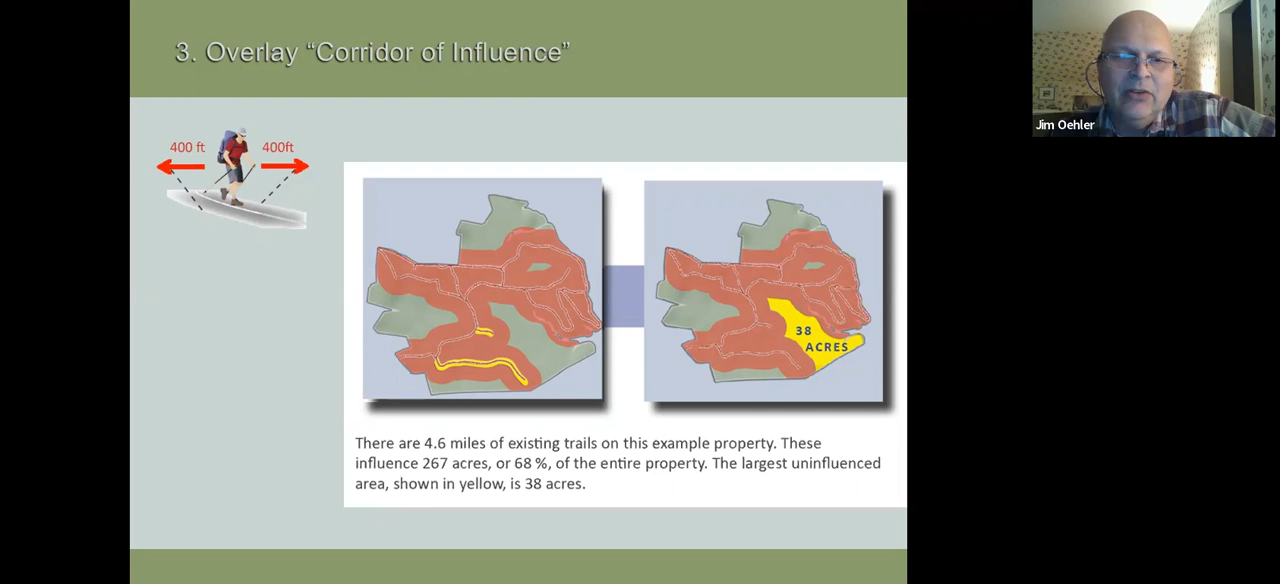 3. Overlay “Corridor of Influence”
Jim Oehler
400 ft
400ft
38
ACRES
There are 4.6 miles of existing trails on this example property. These
influence 267 acres, or 68 %, of the entire property. The largest uninfluenced
area, shown in yellow, is 38 acres.